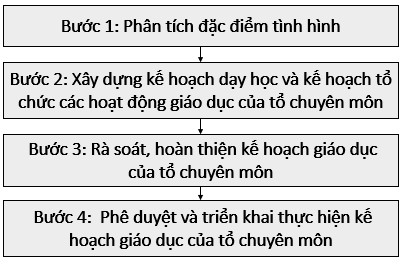 Bước 1: Phân tích đặc điểm tình hình
Bước 2: Xây dựng kế hoạch dạy học và kế hoạch tổ
chức các hoạt động giáo dục của tổ chuyên môn
Bước 3: Rà soát, hoàn thiện kế hoạch giáo dục
của tổ chuyên môn
Bước 4: Phê duyệt và triển khai thực hiện kế
hoạch giáo dục của tổ chuyên môn